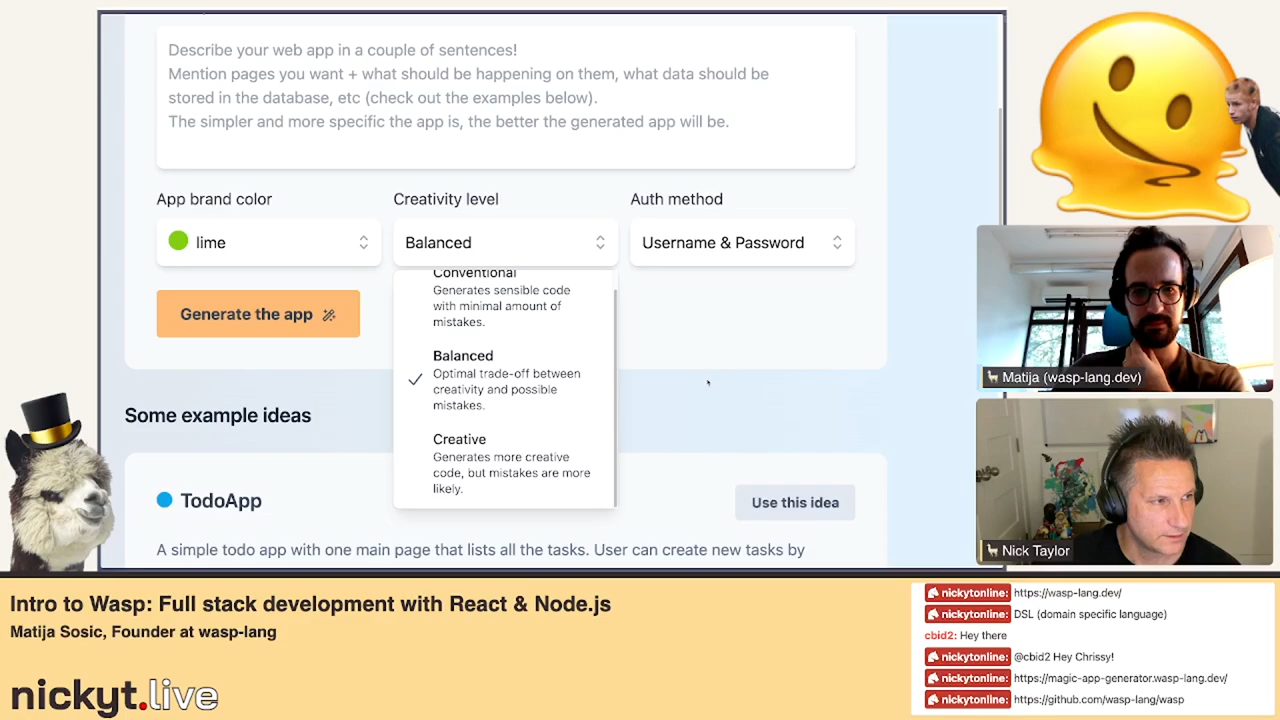 Describe your web app in a couple of sentences!
Mention pages you want + what should be happening on them, what data should be
stored in the database, etc (check out the examples below).
The simpler and more specific the app is, the better the generated app will be.
App brand color
Creativity level
Auth method
lime
Balanced
Username & Password
Generate the app
Conventional
Generates sensible code
with minimal amount of
mistakes.
Balanced
Optimal trade-off between
creativity and possible
mistakes.
Creative
Generates more creative
code, but mistakes are more
likely.
Some example ideas
TodoApp
Use this idea
A simple todo app with one main page that lists all the tasks. User can create new tasks by
Matija (wasp-lang.dev)
Nick Taylor
Intro to Wasp: Full stack development with React & Node.js
Matija Sosic, Founder at wasp-lang
nickyt.live
nickytonline: https://wasp-lang.dev/
nickytonline: DSL (domain specific language)
cbid2: Hey there
nickytonline: @cbid2 Hey Chrissy!
nickytonline: https://magic-app-generator.wasp-lang.dev/
nickytonline: https://github.com/wasp-lang/wasp